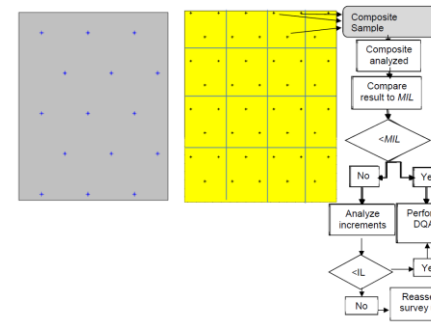 Composite
Sample
Composite
analyzed
Compare
result to MIL
<MIL
No
Ye
Analyze
increments
Perfor
DQA
<IL
Ye
No
Reasse
survey